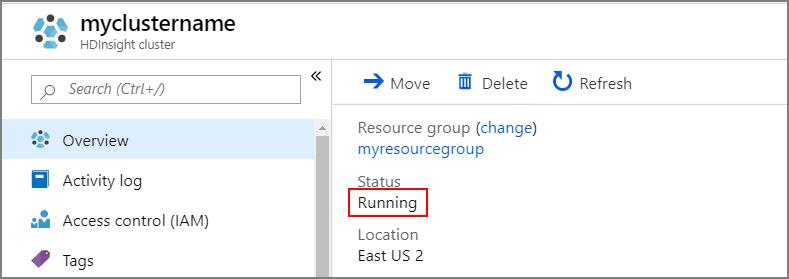 myclustername
HDInsight cluster
Search (Ctrl+/)
«
Overview
Activity log
Access control (IAM)
Tags
Move
Delete
Refresh
Resource group (change)
myresourcegroup
Status
Running
Location
East US 2